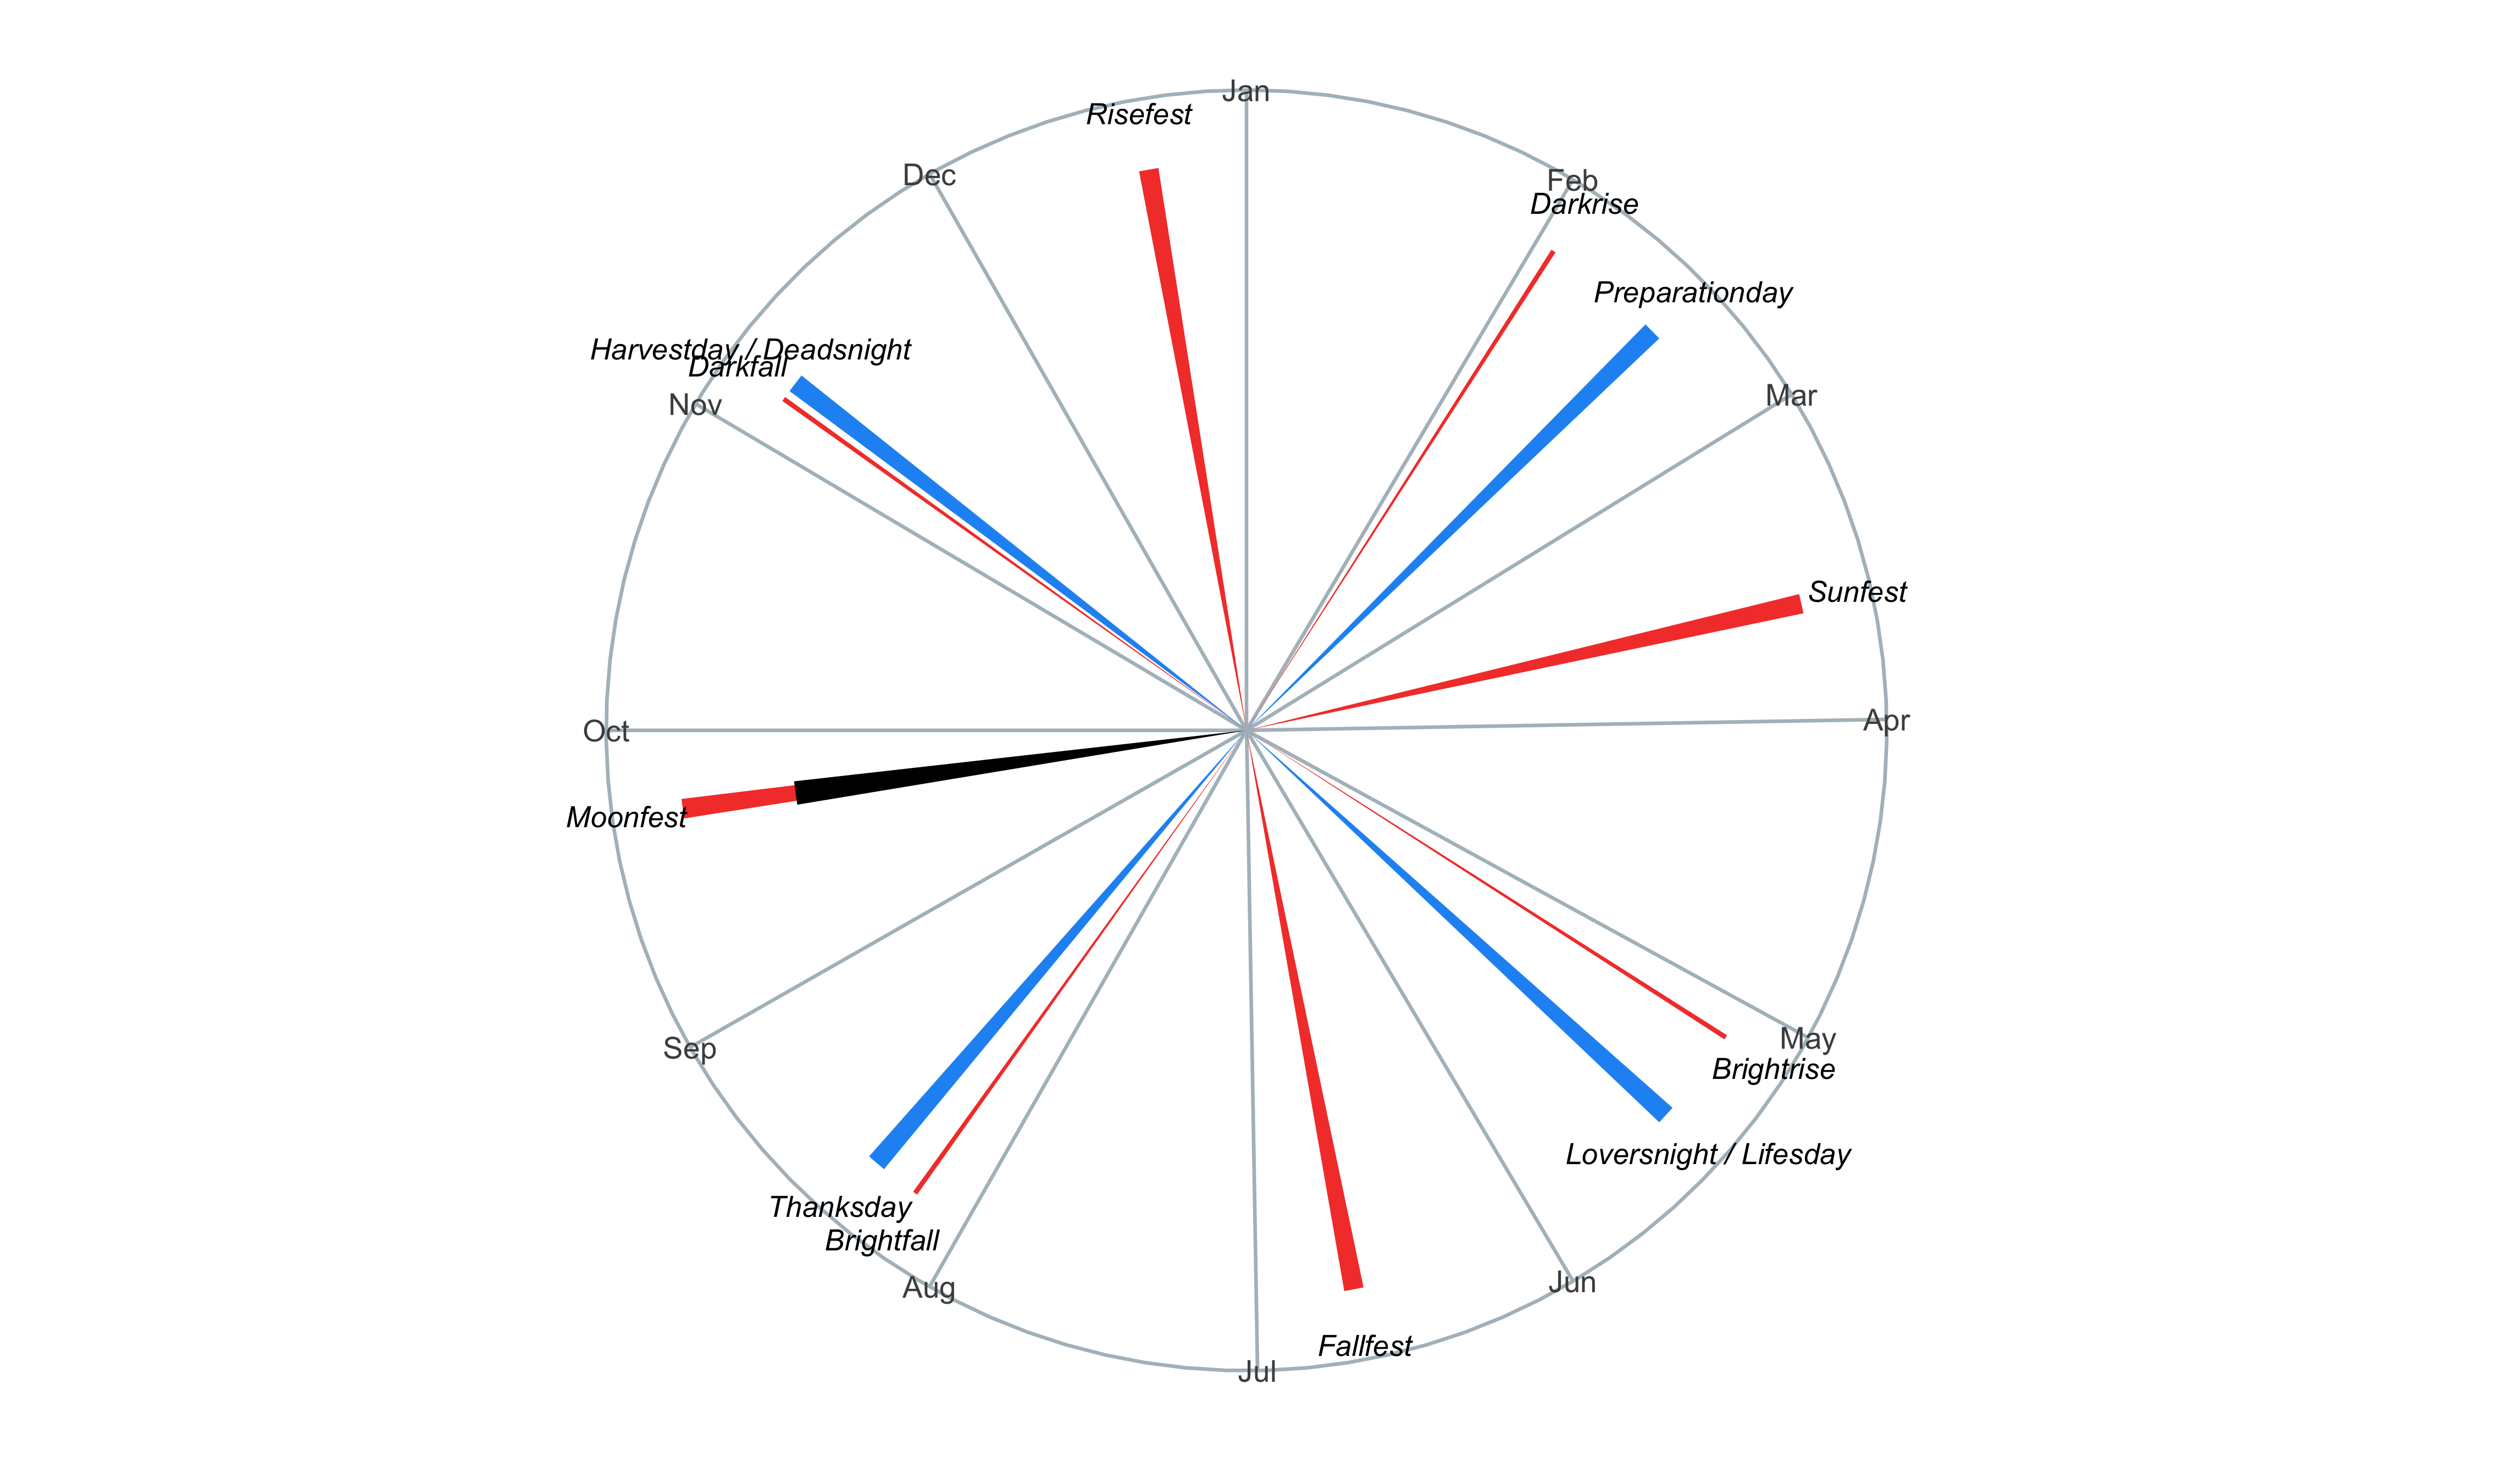 Jan
Risefest
Dec
Feb
Darkrise
Preparationday
Harvestday / Deadsnight
Darkfall
Nov
Mar
Sunfest
Apr
Oct
Moonfest
May
Brightrise
Sep
Loversnight / Lifesday
Thanksday
Brightfall
Aug
Jun
Fallfest
Jul